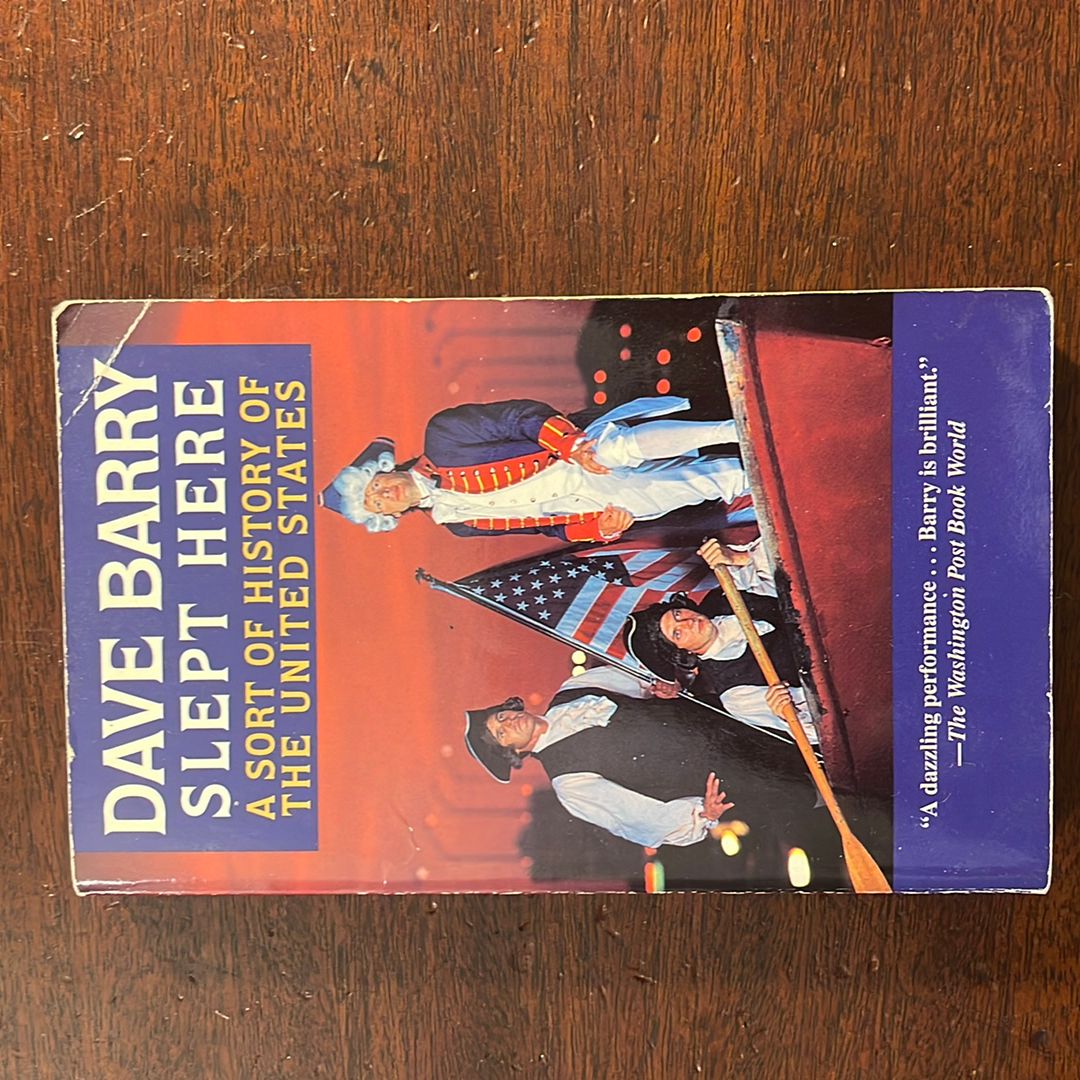 DAVE BARRY
SLEPT HERE
A SORT OF HISTORY OF
THE UNITED STATES
“A dazzling performance . . . Barry is brilliant.”
—The Washington Post Book World